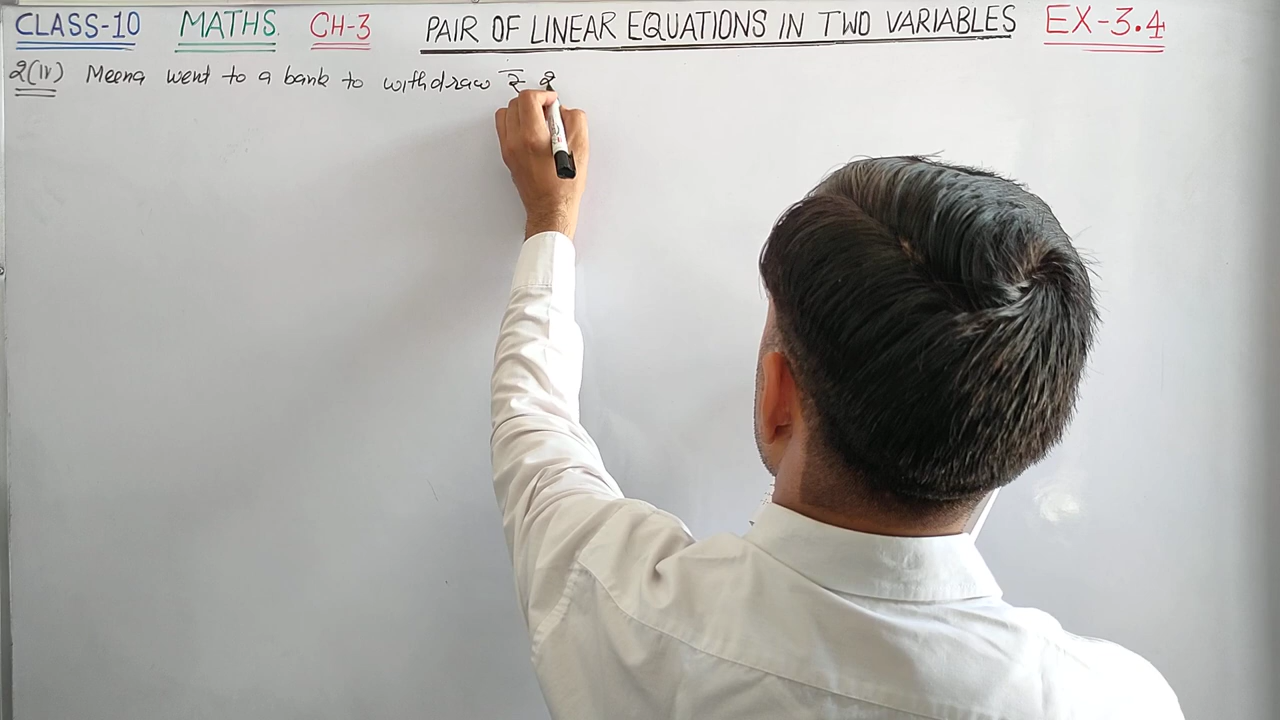 CLASS-10 MATHS CH-3 PAIR OF LINEAR EQUATIONS IN TWO VARIABLES EX-3.4
2(iv) Meena went to a bank to withdraw ₹ 2